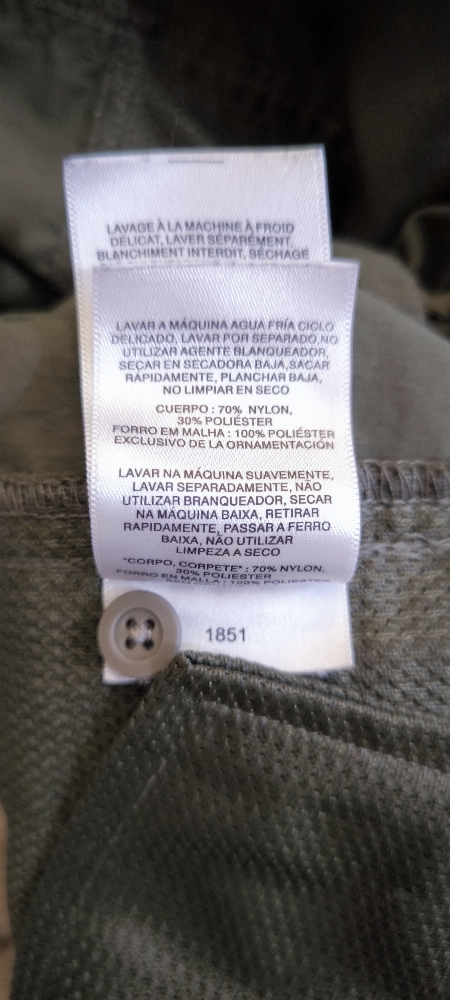 LAVAGE À LA MACHINE À FROID
DÉLICAT, LAVER SÉPARÉMENT,
BLANCHIMENT INTERDIT, SÉCHAGE
LAVAR A MÁQUINA AGUA FRÍA CICLO
DELICADO, LAVAR POR SEPARADO,NO
UTILIZAR AGENTE BLANQUEADOR,
SECAR EN SECADORA BAJA,SACAR
RÁPIDAMENTE, PLANCHAR BAJA,
NO LIMPIAR EN SECO
CUERPO : 70% NYLON,
30% POLIÉSTER
FORRO EM MALHA : 100% POLIÉSTER
EXCLUSIVO DE LA ORNAMENTACIÓN
LAVAR NA MÁQUINA SUAVEMENTE,
LAVAR SEPARADAMENTE, NÃO
UTILIZAR BRANQUEADOR, SECAR
NA MÁQUINA BAIXA, RETIRAR
RAPIDAMENTE, PASSAR A FERRO
BAIXA, NÃO UTILIZAR
LIMPEZA A SECO
"CORPO, CORPETE" : 70% NYLON,
30% POLIESTER
FORRO EN MALLA : 100% POLIESTER
1851